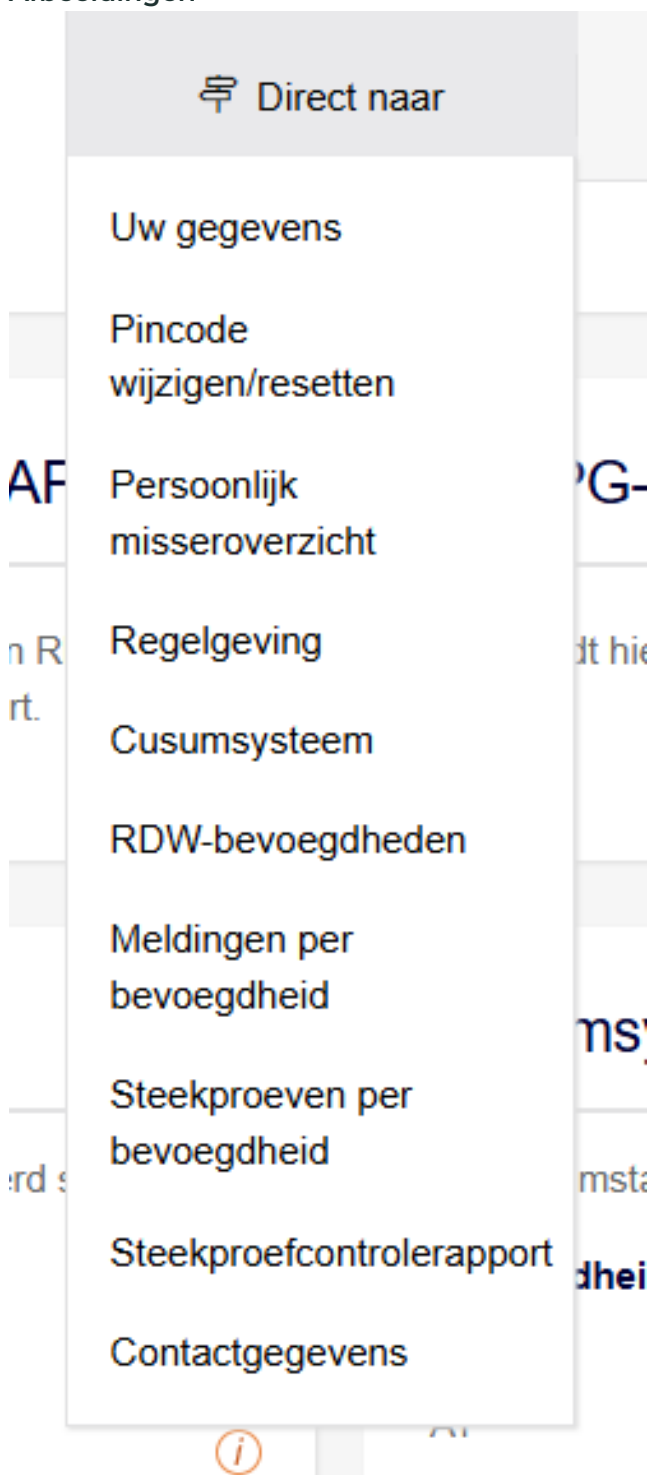 Direct naar
Uw gegevens
Pincode
wijzigen/resetten
Persoonlijk
misseroverzicht
Regelgeving
Cusumsysteem
RDW-bevoegdheden
Meldingen per
bevoegdheid
Steekproeven per
bevoegdheid
Steekproefcontrolerapport
Contactgegevens